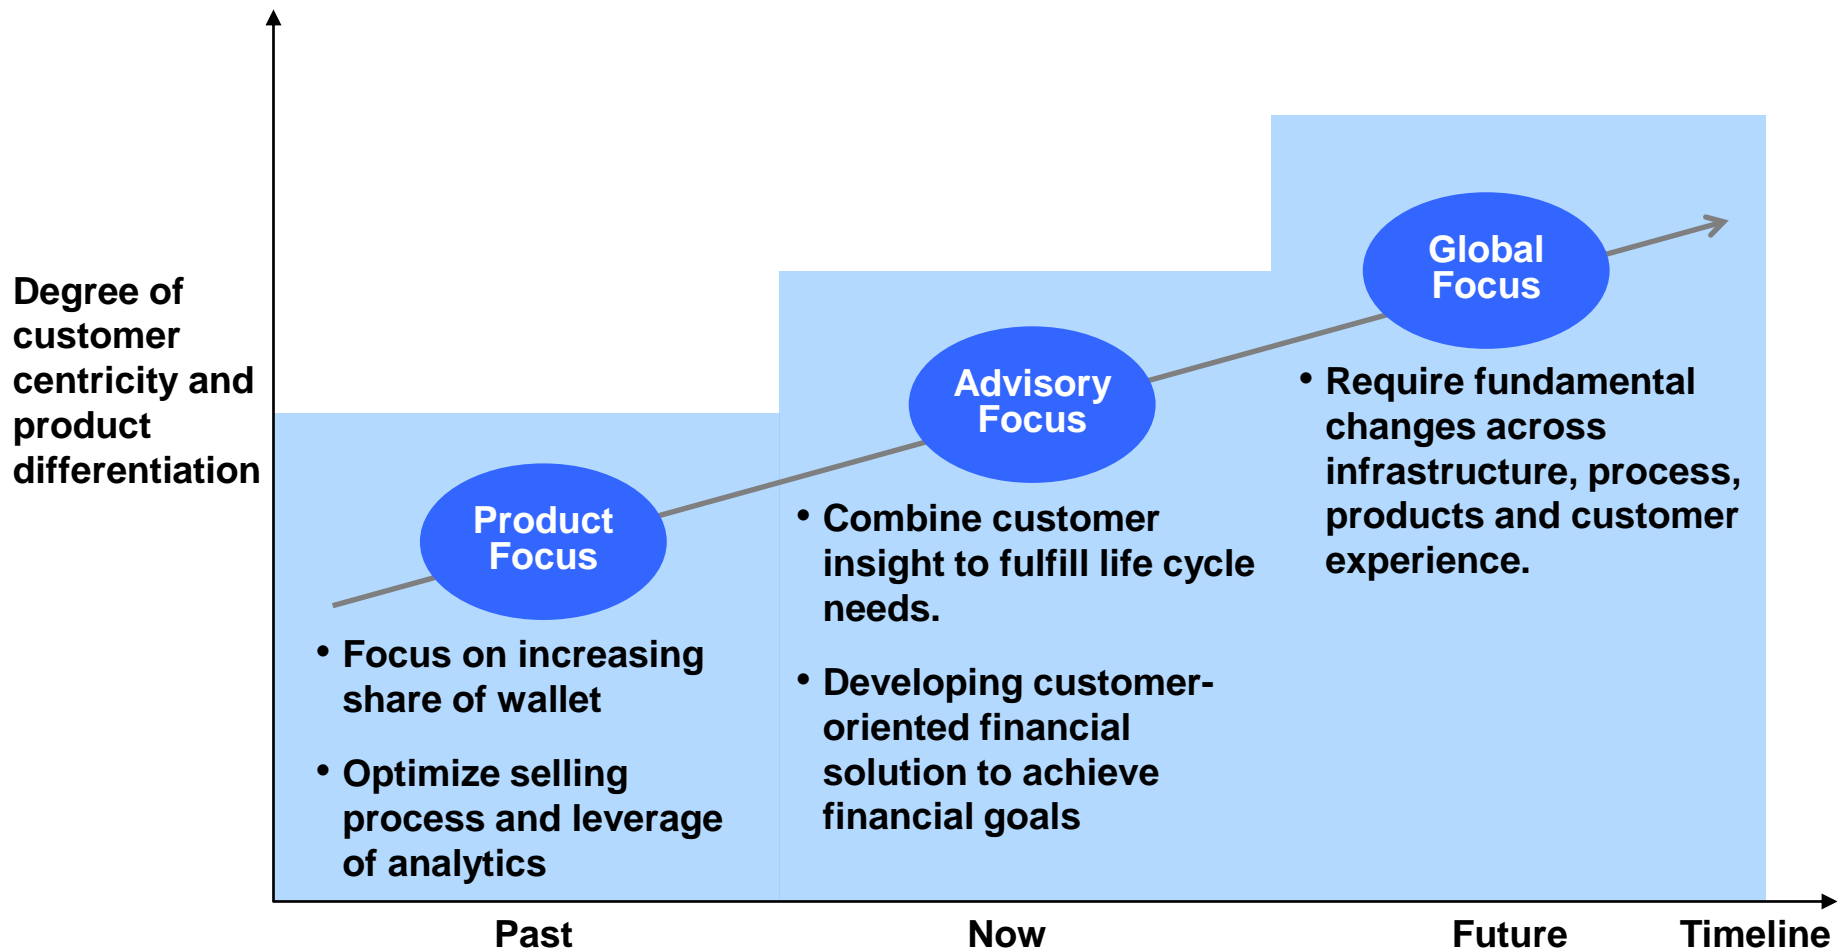 Degree of
customer
centricity and
product
differentiation
Product
Focus
• Focus on increasing
share of wallet
• Optimize selling
process and leverage
of analytics
Advisory
Focus
• Combine customer
insight to fulfill life cycle
needs.
• Developing customer-
oriented financial
solution to achieve
financial goals
Global
Focus
• Require fundamental
changes across
infrastructure, process,
products and customer
experience.
Past
Now
Future
Timeline